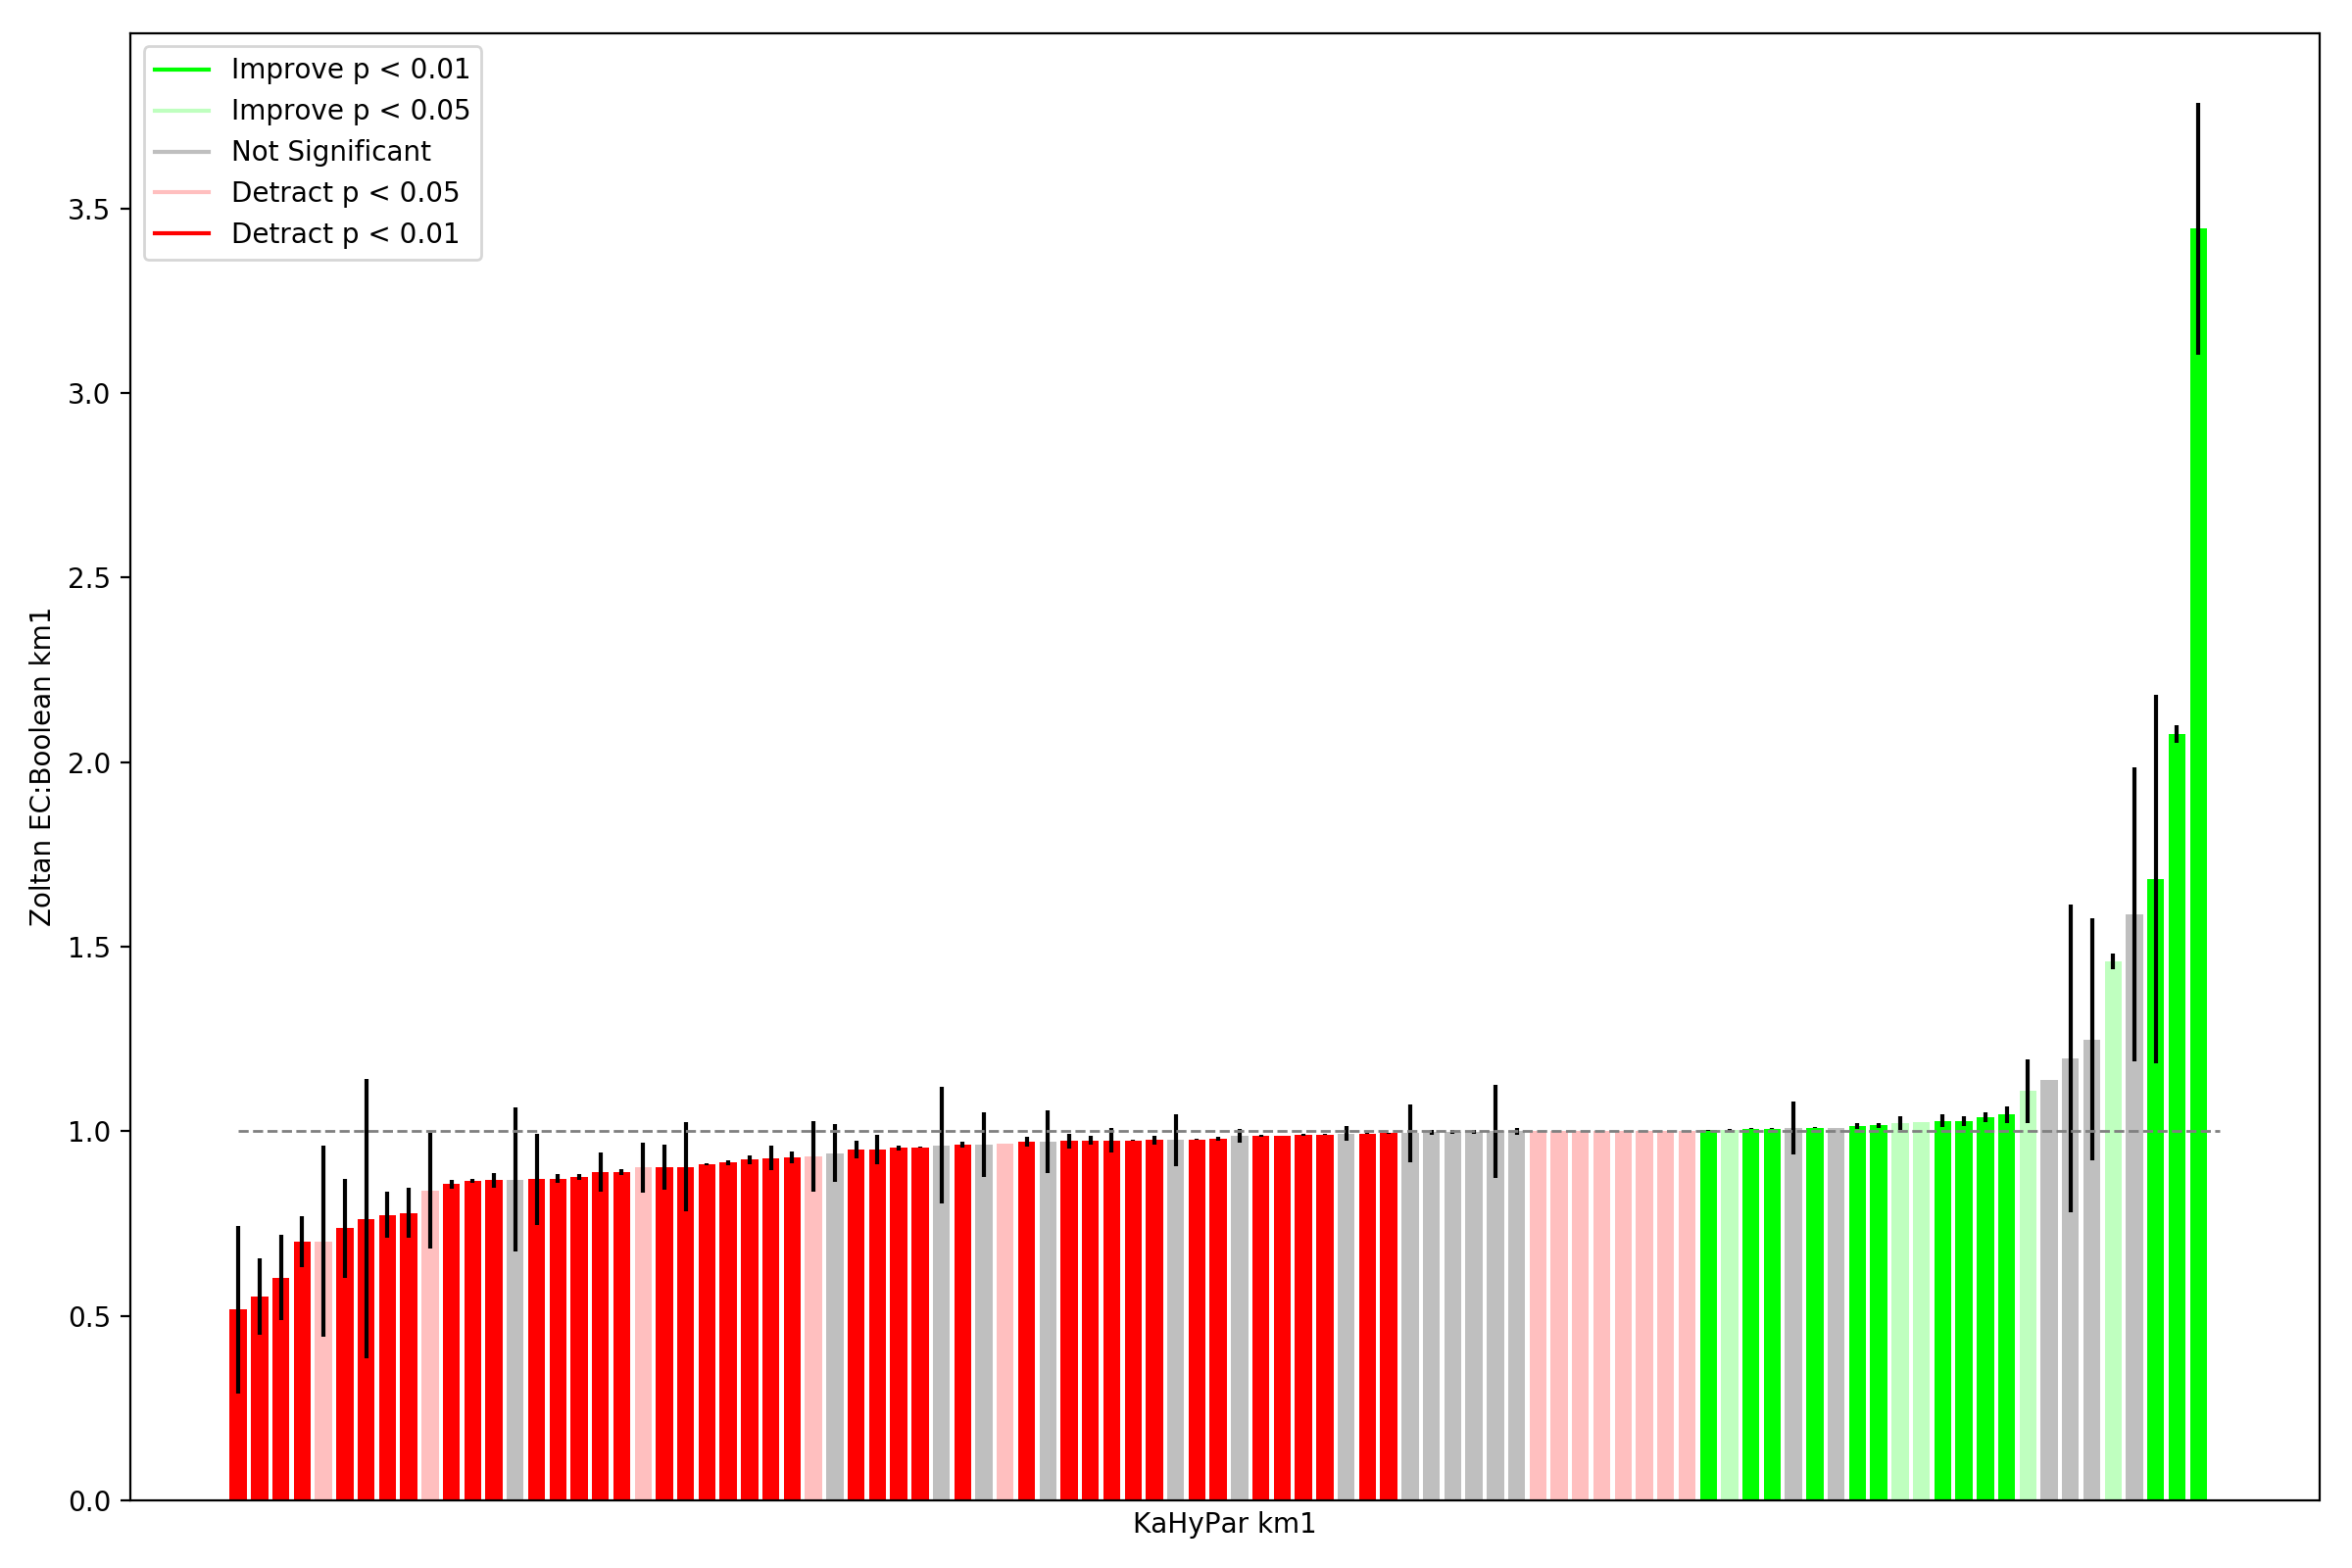 Improve p < 0.01
Improve p < 0.05
Not Significant
Detract p < 0.05
Detract p < 0.01
3.5
3.0
2.5
2.0
1.5
1.0
0.5
0.0
Zoltan EC:Boolean km1
KaHyPar km1